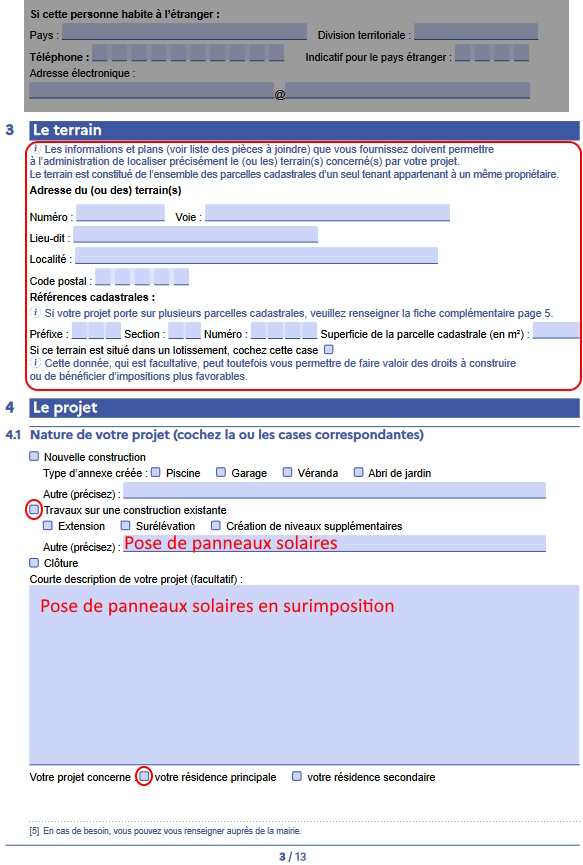 Si cette personne habite à l'étranger :
Pays : Division territoriale :
Téléphone : Indicatif pour le pays étranger :
Adresse électronique :
@
3 Le terrain
i Les informations et plans (voir liste des pièces à joindre) que vous fournissez doivent permettre
à l'administration de localiser précisément le (ou les) terrain(s) concerné(s) par votre projet.
Le terrain est constitué de l'ensemble des parcelles cadastrales d'un seul tenant appartenant à un même propriétaire.
Adresse du (ou des) terrain(s)
Numéro : Voie :
Lieu-dit :
Localité :
Code postal :
Références cadastrales :
i Si votre projet porte sur plusieurs parcelles cadastrales, veuillez renseigner la fiche complémentaire page 5.
Préfixe : Section : Numéro : Superficie de la parcelle cadastrale (en m²) :
Si ce terrain est situé dans un lotissement, cochez cette case
i Cette donnée, qui est facultative, peut toutefois vous permettre de faire valoir des droits à construire
ou de bénéficier d'impositions plus favorables.
4 Le projet
4.1 Nature de votre projet (cochez la ou les cases correspondantes)
Nouvelle construction
Type d'annexe créée : Piscine Garage Véranda Abri de jardin
Autre (précisez) :
Travaux sur une construction existante
Extension Surélévation Création de niveaux supplémentaires
Autre (précisez) : Pose de panneaux solaires
Clôture
Courte description de votre projet (facultatif) :
Pose de panneaux solaires en surimposition
Votre projet concerne : votre résidence principale votre résidence secondaire
[5] En cas de besoin, vous pouvez vous renseigner auprès de la mairie.
3 / 13